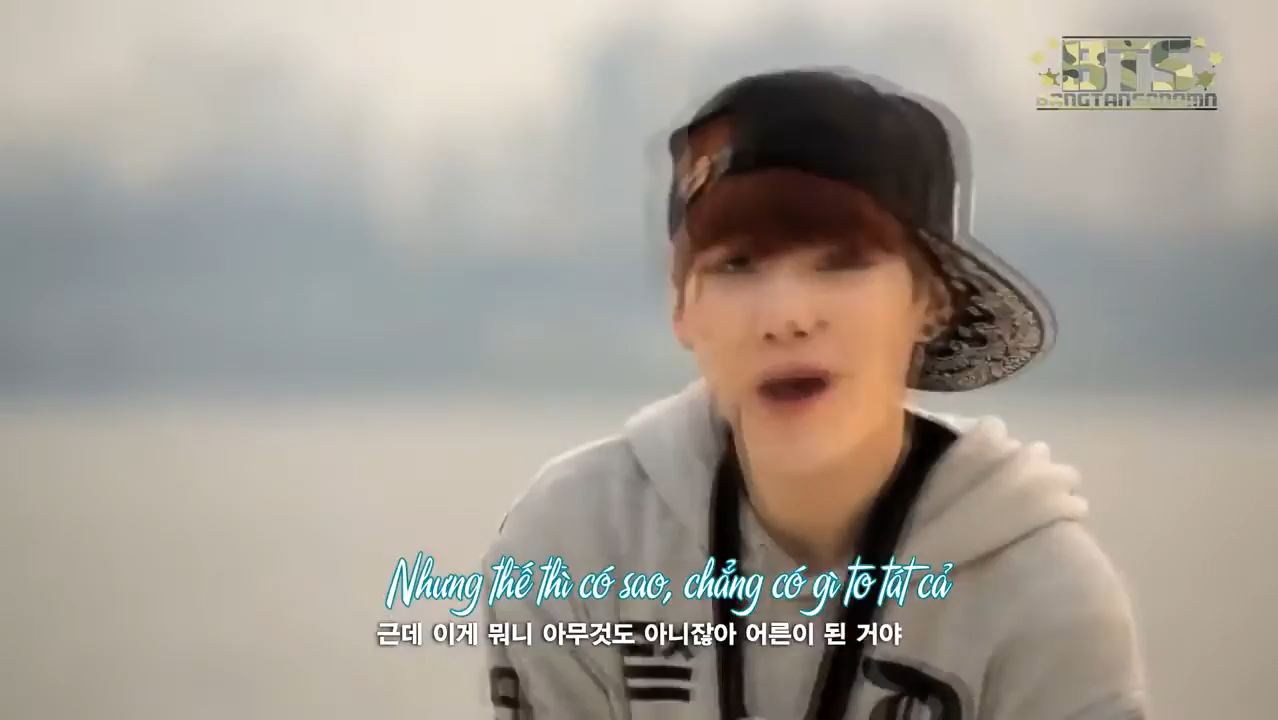 BTS
BANGTANSONAMN
Nhưng thế thì có sao, chẳng có gì to tát cả
근데 이게 뭐니 아무것도 아니잖아 어른이 된 거야